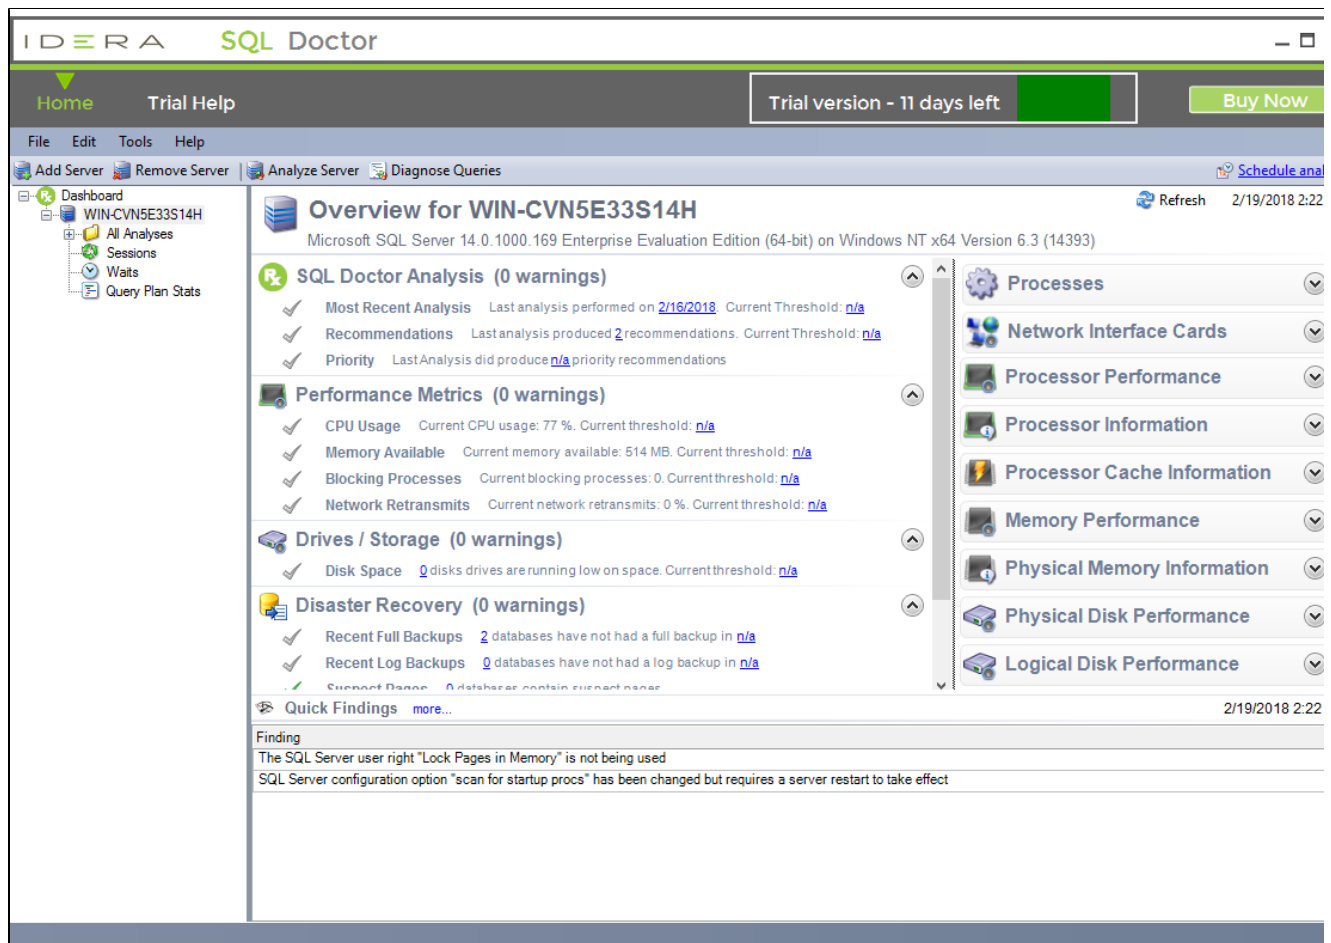 IDERA SQL Doctor
Home Trial Help Trial version - 11 days left Buy Now
File Edit Tools Help
Add Server Remove Server Analyze Server Diagnose Queries Schedule anal
Dashboard
WIN-CVN5E33S14H
All Analyses
Sessions
Waits
Query Plan Stats
Overview for WIN-CVN5E33S14H
Refresh 2/19/2018 2:22
Microsoft SQL Server 14.0.1000.169 Enterprise Evaluation Edition (64-bit) on Windows NT x64 Version 6.3 (14393)
SQL Doctor Analysis (0 warnings)
Most Recent Analysis Last analysis performed on 2/16/2018. Current Threshold: n/a
Recommendations Last analysis produced 2 recommendations. Current Threshold: n/a
Priority Last Analysis did produce n/a priority recommendations
Performance Metrics (0 warnings)
CPU Usage Current CPU usage: 77 %. Current threshold: n/a
Memory Available Current memory available: 514 MB. Current threshold: n/a
Blocking Processes Current blocking processes: 0. Current threshold: n/a
Network Retransmits Current network retransmits: 0 %. Current threshold: n/a
Drives / Storage (0 warnings)
Disk Space 0 disks drives are running low on space. Current threshold: n/a
Disaster Recovery (0 warnings)
Recent Full Backups 2 databases have not had a full backup in n/a
Recent Log Backups 0 databases have not had a log backup in n/a
Suspect Pages 0 databases contain suspect pages
Processes
Network Interface Cards
Processor Performance
Processor Information
Processor Cache Information
Memory Performance
Physical Memory Information
Physical Disk Performance
Logical Disk Performance
Quick Findings more... 2/19/2018 2:22
Finding
The SQL Server user right "Lock Pages in Memory" is not being used
SQL Server configuration option "scan for startup procs" has been changed but requires a server restart to take effect